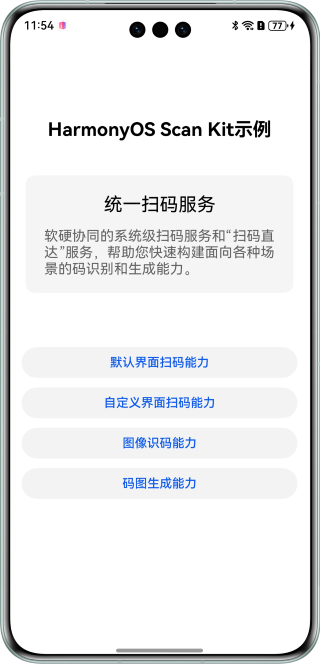 11:54
77
HarmonyOS Scan Kit示例
统一扫码服务
软硬协同的系统级扫码服务和“扫码直
达”服务，帮助您快速构建面向各种场
景的码识别和生成能力。
默认界面扫码能力
自定义界面扫码能力
图像识码能力
码图生成能力